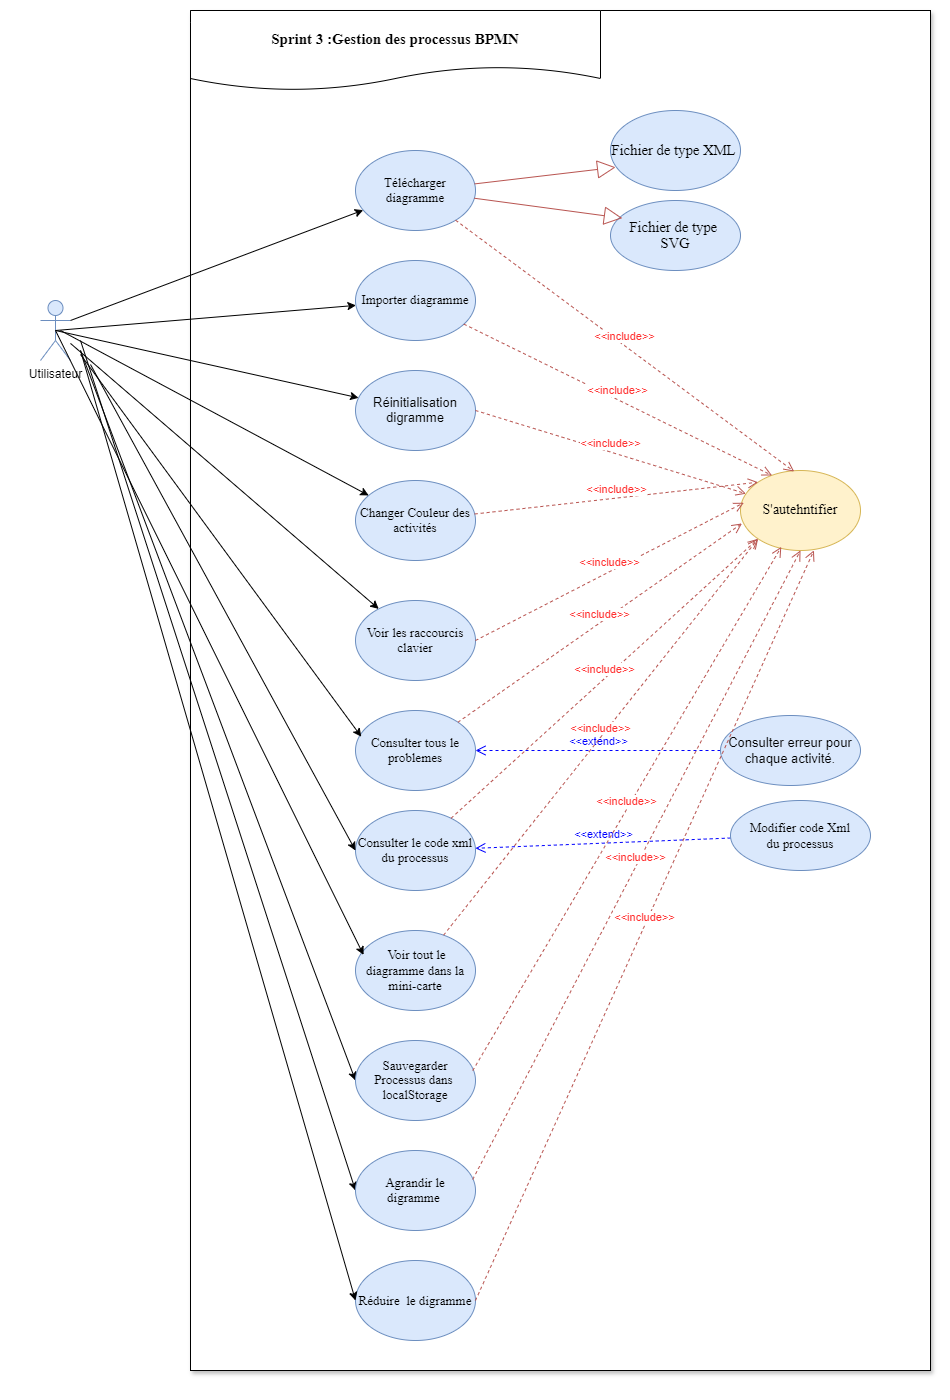 Sprint 3 :Gestion des processus BPMN
Fichier de type XML
Télécharger
diagramme
Fichier de type
SVG
Importer diagramme
<<include>>
Utilisateur
<<include>>
Réinitialisation
digramme
<<include>>
<<include>>
S'autehntifier
Changer Couleur des
activités
<<include>>
Voir les raccourcis
clavier
<<include>>
<<include>>
<<include>>
<<extend>>
Consulter tous le
problemes
Consulter erreur pour
chaque activité.
<<include>>
<<extend>>
Modifier code Xml
du processus
Consulter le code xml
du processus
<<include>>
<<include>>
Voir tout le
diagramme dans la
mini-carte
Sauvegarder
Processus dans
localStorage
Agrandir le
digramme
Réduire  le digramme